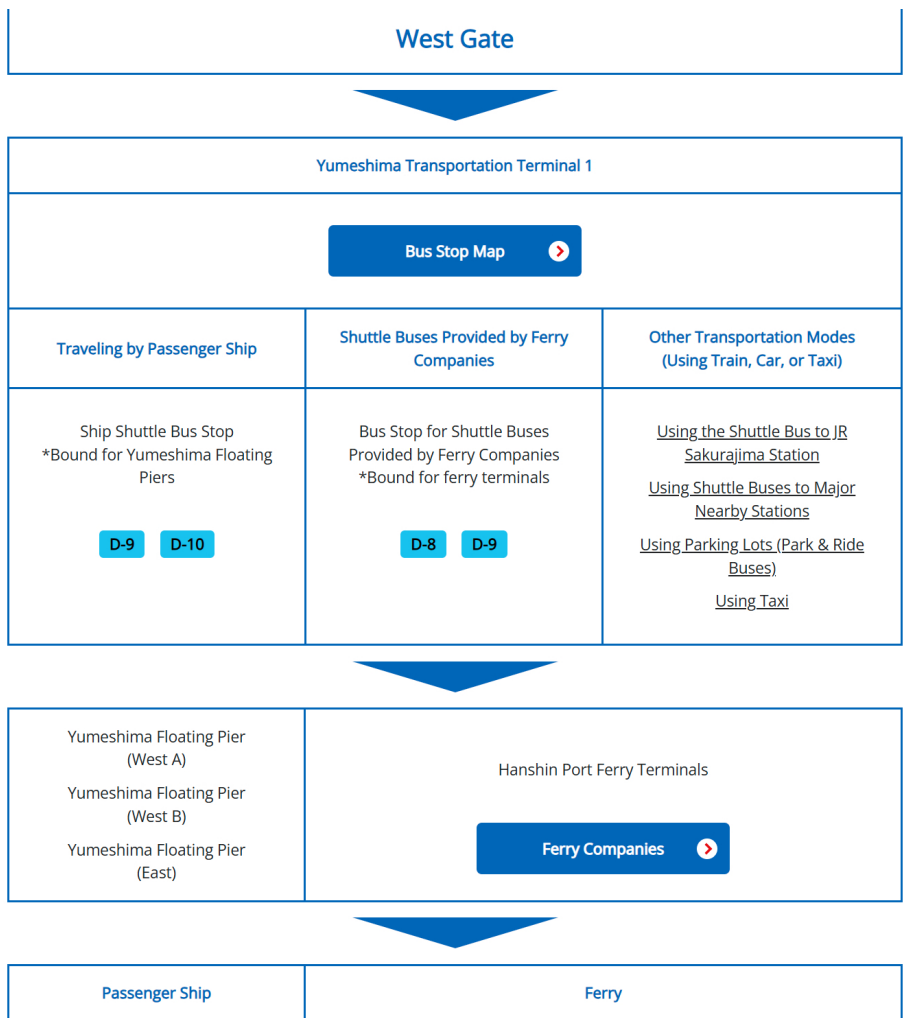 West Gate
Yumeshima Transportation Terminal 1
Bus Stop Map
Traveling by Passenger Ship
Shuttle Buses Provided by Ferry
Companies
Other Transportation Modes
(Using Train, Car, or Taxi)
Ship Shuttle Bus Stop
*Bound for Yumeshima Floating
Piers
D-9 D-10
Bus Stop for Shuttle Buses
Provided by Ferry Companies
*Bound for ferry terminals
D-8 D-9
Using the Shuttle Bus to JR
Sakurajima Station
Using Shuttle Buses to Major
Nearby Stations
Using Parking Lots (Park & Ride
Buses)
Using Taxi
Yumeshima Floating Pier
(West A)
Yumeshima Floating Pier
(West B)
Yumeshima Floating Pier
(East)
Hanshin Port Ferry Terminals
Ferry Companies
Passenger Ship
Ferry